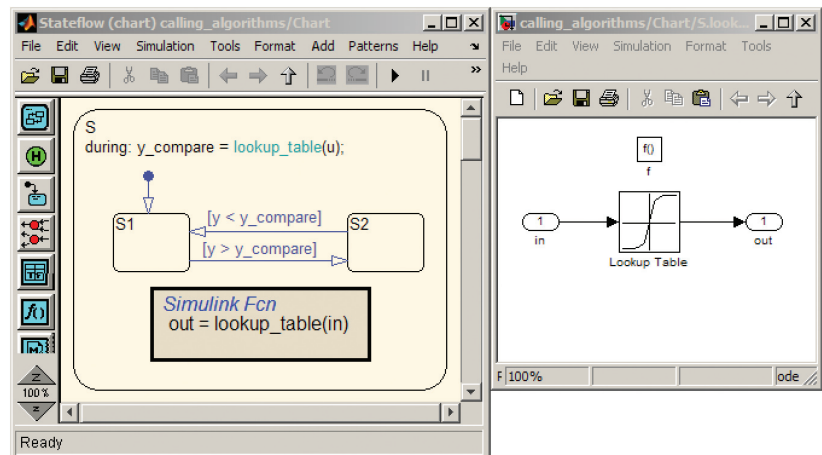 Stateflow (chart) calling_algorithms/Chart
File Edit View Simulation Tools Format Add Patterns Help
S
during: y_compare = lookup_table(u);
S1
[y < y_compare]
S2
[y > y_compare]
Simulink Fcn
out = lookup_table(in)
100 %
Ready
calling_algorithms/Chart/S.look...
File Edit View Simulation Format Tools
Help
f()
f
1
in
Lookup Table
1
out
F 100% ode